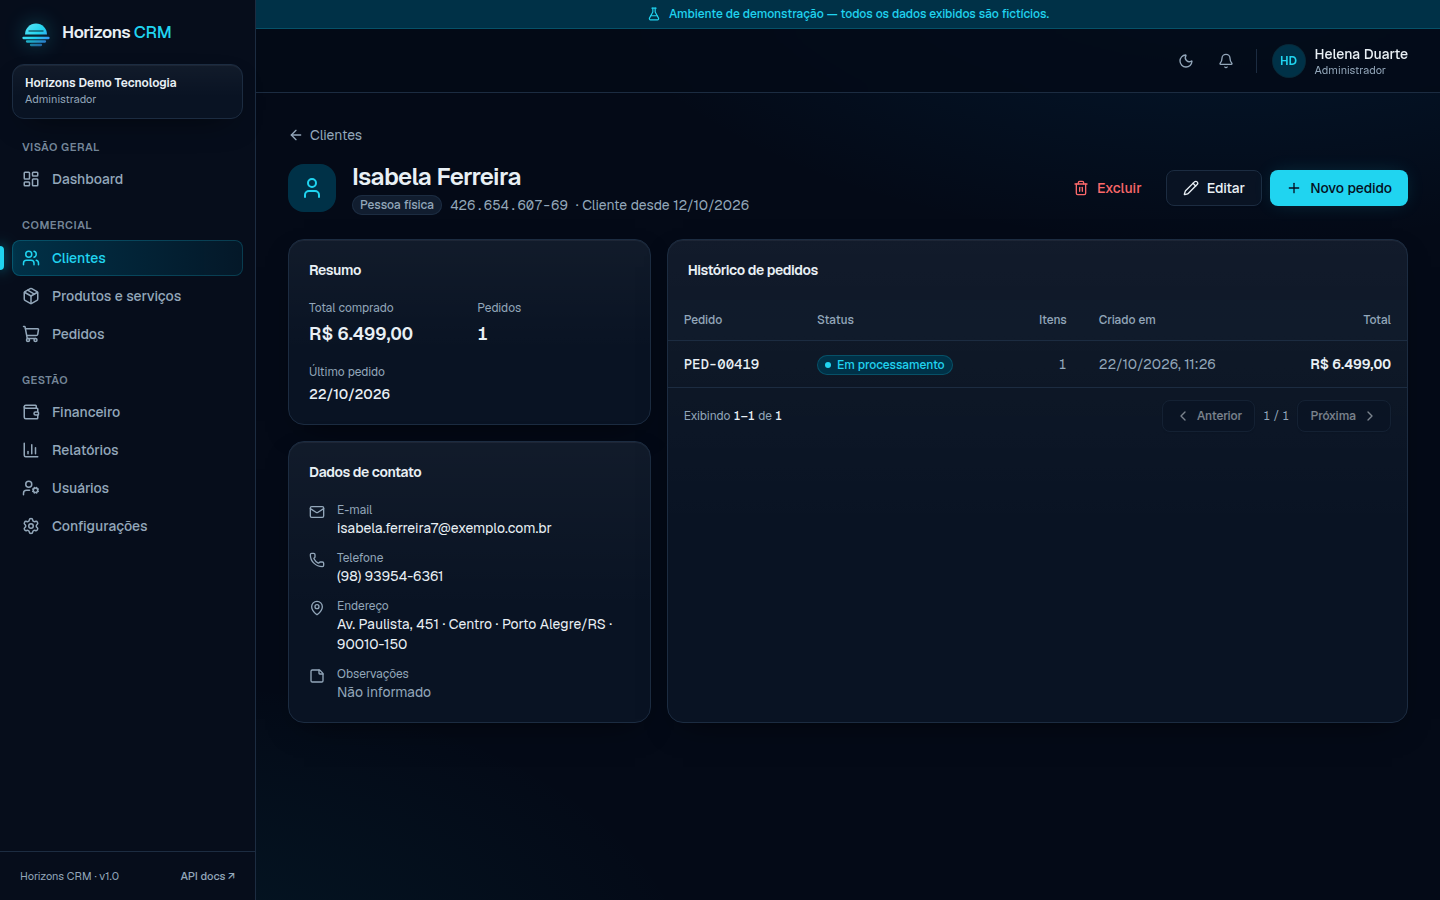 Ambiente de demonstração — todos os dados exibidos são fictícios.
Horizons CRM
Horizons Demo Tecnologia
Administrador
VISÃO GERAL
Dashboard
COMERCIAL
Clientes
Produtos e serviços
Pedidos
GESTÃO
Financeiro
Relatórios
Usuários
Configurações
Horizons CRM · v1.0
API docs
HD
Helena Duarte
Administrador
Clientes
Isabela Ferreira
Pessoa física 426.654.607-69 · Cliente desde 12/10/2026
Excluir
Editar
Novo pedido
Resumo
Total comprado Pedidos
R$ 6.499,00 1
Último pedido
22/10/2026
Dados de contato
E-mail
isabela.ferreira7@exemplo.com.br
Telefone
(98) 93954-6361
Endereço
Av. Paulista, 451 · Centro · Porto Alegre/RS ·
90010-150
Observações
Não informado
Histórico de pedidos
Pedido Status Itens Criado em Total
PED-00419 Em processamento 1 22/10/2026, 11:26 R$ 6.499,00
Exibindo 1–1 de 1
Anterior 1 / 1 Próxima